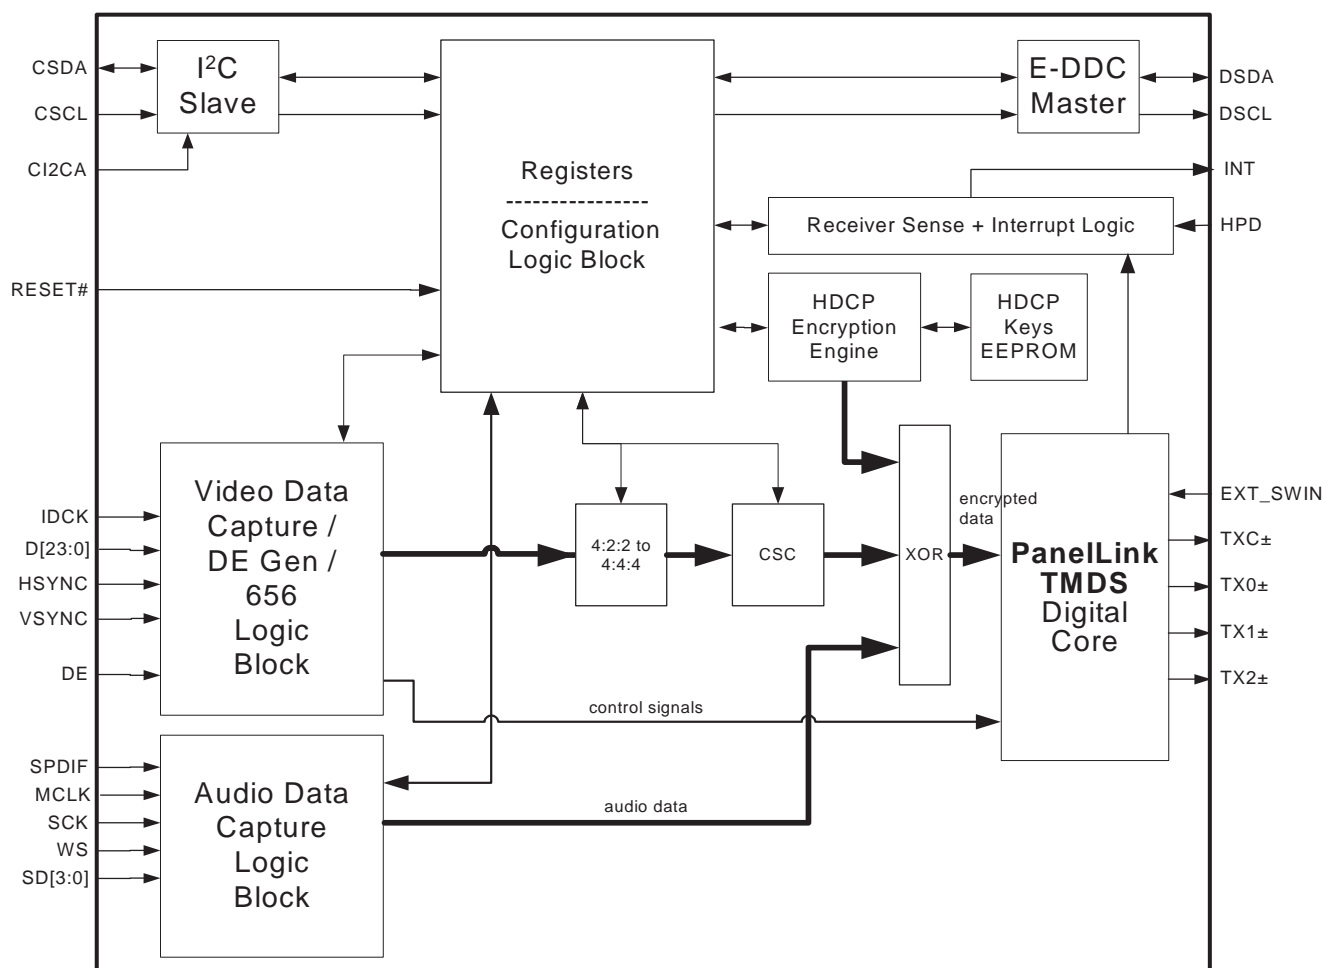 CSDA
CSCL
CI2CA
RESET#
IDCK
D[23:0]
HSYNC
VSYNC
DE
SPDIF
MCLK
SCK
WS
SD[3:0]
I²C
Slave
Registers
----------------
Configuration
Logic Block
E-DDC
Master
Receiver Sense + Interrupt Logic
HDCP
Encryption
Engine
HDCP
Keys
EEPROM
Video Data
Capture /
DE Gen /
656
Logic
Block
4:2:2 to
4:4:4
CSC
XOR
encrypted
data
PanelLink
TMDS
Digital
Core
control signals
Audio Data
Capture
Logic
Block
audio data
DSDA
DSCL
INT
HPD
EXT_SWIN
TXC±
TX0±
TX1±
TX2±